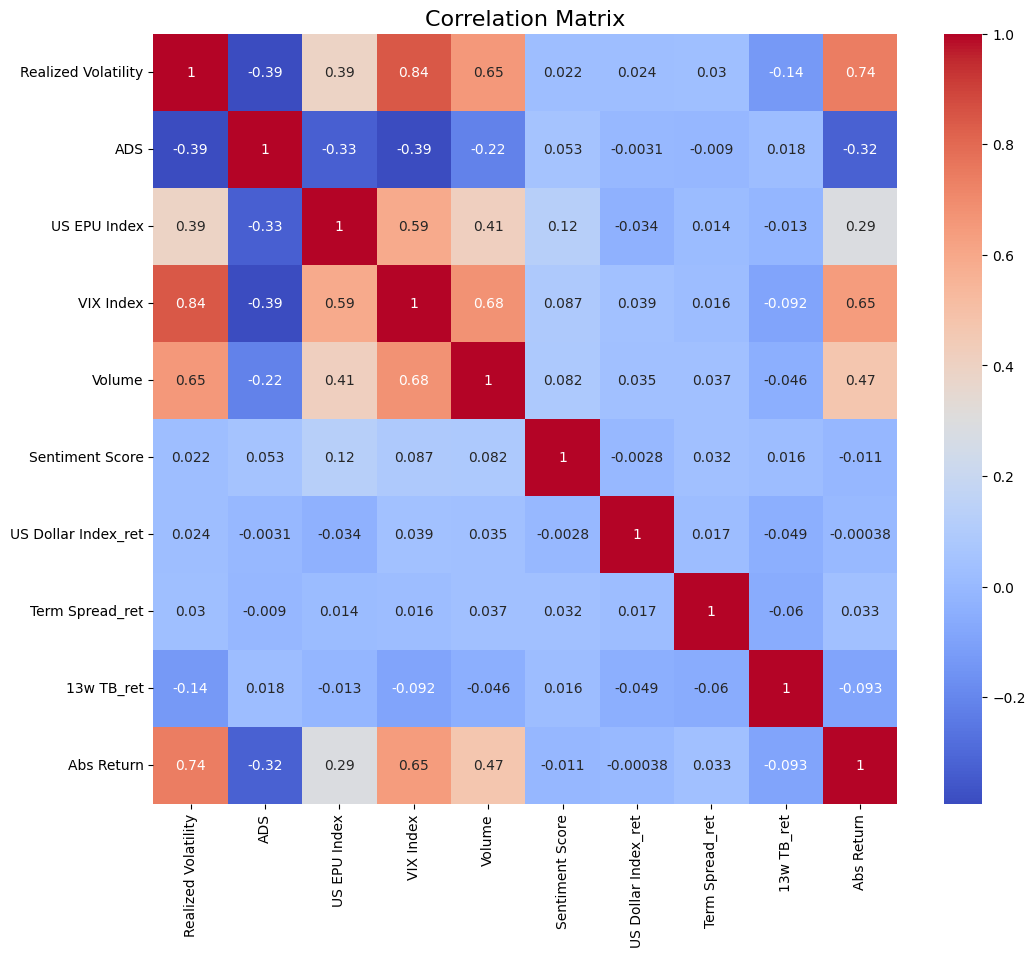 Correlation Matrix
Realized Volatility 1 -0.39 0.39 0.84 0.65 0.022 0.024 0.03 -0.14 0.74
ADS -0.39 1 -0.33 -0.39 -0.22 0.053 -0.0031 -0.009 0.018 -0.32
US EPU Index 0.39 -0.33 1 0.59 0.41 0.12 -0.034 0.014 -0.013 0.29
VIX Index 0.84 -0.39 0.59 1 0.68 0.087 0.039 0.016 -0.092 0.65
Volume 0.65 -0.22 0.41 0.68 1 0.082 0.035 0.037 -0.046 0.47
Sentiment Score 0.022 0.053 0.12 0.087 0.082 1 -0.0028 0.032 0.016 -0.011
US Dollar Index_ret 0.024 -0.0031 -0.034 0.039 0.035 -0.0028 1 0.017 -0.049 -0.00038
Term Spread_ret 0.03 -0.009 0.014 0.016 0.037 0.032 0.017 1 -0.06 0.033
13w TB_ret -0.14 0.018 -0.013 -0.092 -0.046 0.016 -0.049 -0.06 1 -0.093
Abs Return 0.74 -0.32 0.29 0.65 0.47 -0.011 -0.00038 0.033 -0.093 1
Realized Volatility
ADS
US EPU Index
VIX Index
Volume
Sentiment Score
US Dollar Index_ret
Term Spread_ret
13w TB_ret
Abs Return
1.0
0.8
0.6
0.4
0.2
0.0
−0.2